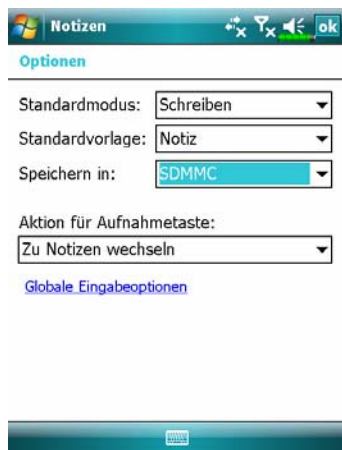 Notizen ok
Optionen
Standardmodus: Schreiben
Standardvorlage: Notiz
Speichern in: SDMMC
Aktion für Aufnahmetaste:
Zu Notizen wechseln
Globale Eingabeoptionen